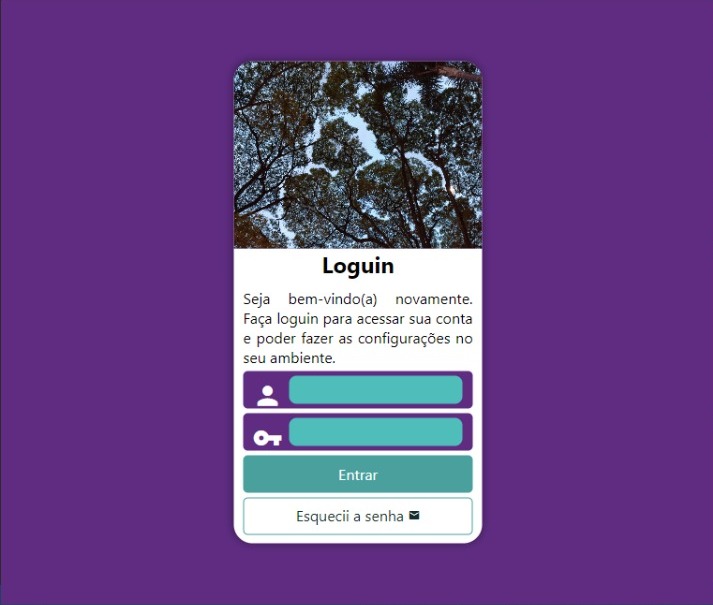 Loguin
Seja bem-vindo(a) novamente.
Faça loguin para acessar sua conta
e poder fazer as configurações no
seu ambiente.
Entrar
Esquecii a senha